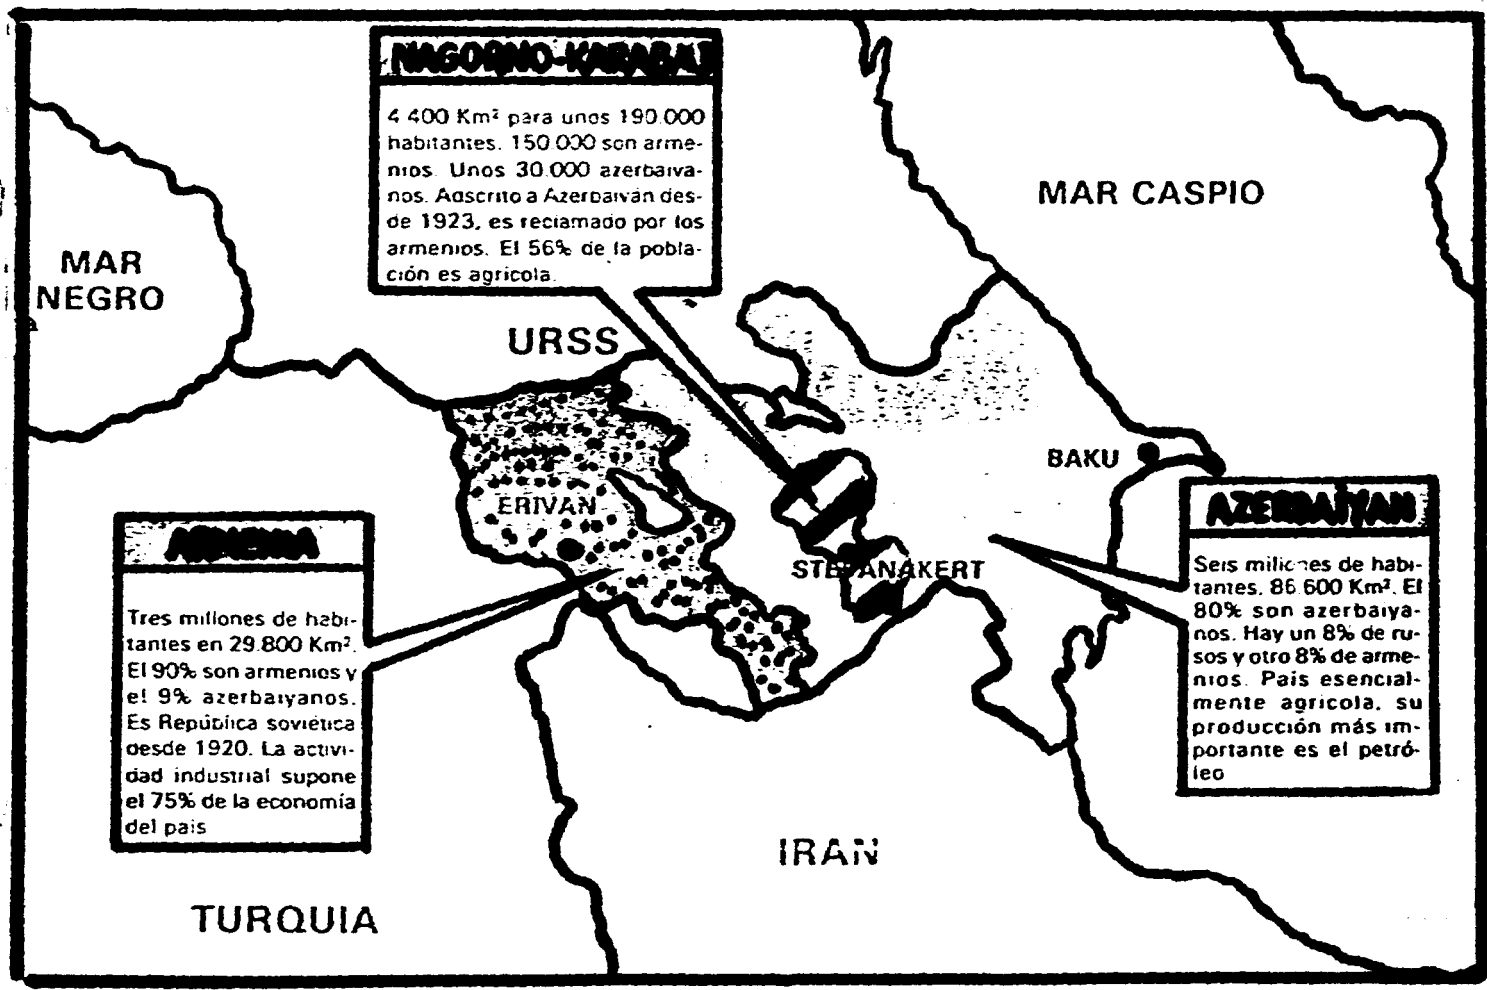 NAGORNO-KARABAJ
4.400 Km² para unos 190.000
habitantes. 150.000 son arme-
nios. Unos 30.000 azerbaiya-
nos. Adscrito a Azerbaiyán des-
de 1923, es reclamado por los
armenios. El 56% de la pobla-
ción es agrícola.
MAR CASPIO
MAR
NEGRO
URSS
BAKU
ERIVAN
STEPANAKERT
ARMENIA
Tres millones de habi-
tantes en 29.800 Km².
El 90% son armenios y
el 9% azerbaiyanos.
Es República soviética
desde 1920. La activi-
dad industrial supone
el 75% de la economía
del país
AZERBAIYAN
Seis millones de habi-
tantes. 86.600 Km². El
80% son azerbaiya-
nos. Hay un 8% de ru-
sos y otro 8% de arme-
nios. País esencial-
mente agrícola, su
producción más im-
portante es el petró-
leo
IRAN
TURQUIA